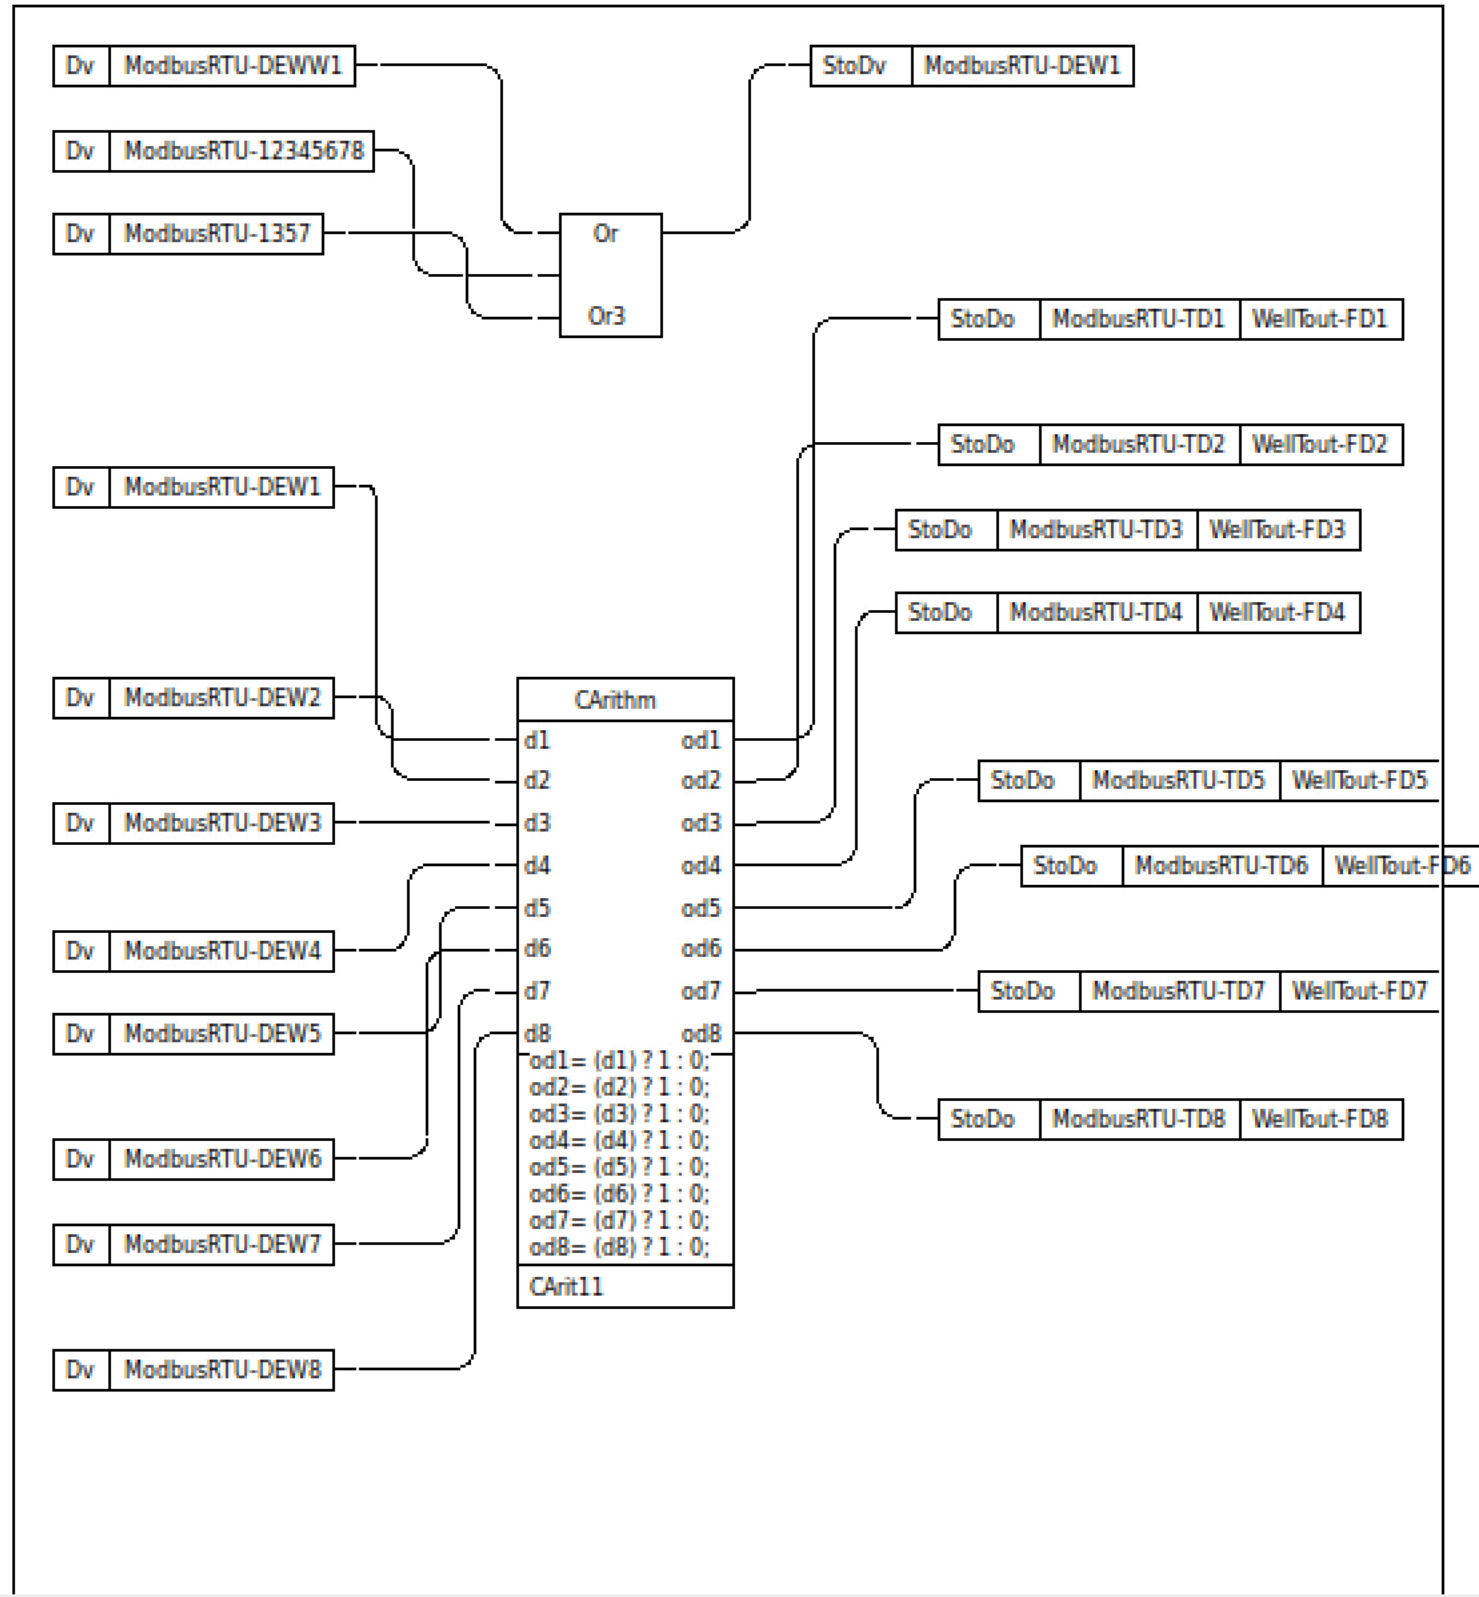 Dv ModbusRTU-DEWW1
StoDv ModbusRTU-DEW1
Dv ModbusRTU-12345678
Dv ModbusRTU-1357
Or
Or3
StoDo ModbusRTU-TD1 WellTout-FD1
StoDo ModbusRTU-TD2 WellTout-FD2
Dv ModbusRTU-DEW1
StoDo ModbusRTU-TD3 WellTout-FD3
StoDo ModbusRTU-TD4 WellTout-FD4
Dv ModbusRTU-DEW2
CArithm
d1 od1
d2 od2
StoDo ModbusRTU-TD5 WellTout-FD5
Dv ModbusRTU-DEW3
d3 od3
d4 od4
StoDo ModbusRTU-TD6 WellTout-FD6
d5 od5
Dv ModbusRTU-DEW4
d6 od6
d7 od7
StoDo ModbusRTU-TD7 WellTout-FD7
Dv ModbusRTU-DEW5
d8 od8
od1= (d1) ? 1 : 0;
od2= (d2) ? 1 : 0;
od3= (d3) ? 1 : 0;
od4= (d4) ? 1 : 0;
od5= (d5) ? 1 : 0;
od6= (d6) ? 1 : 0;
od7= (d7) ? 1 : 0;
od8= (d8) ? 1 : 0;
StoDo ModbusRTU-TD8 WellTout-FD8
Dv ModbusRTU-DEW6
Dv ModbusRTU-DEW7
CArit11
Dv ModbusRTU-DEW8